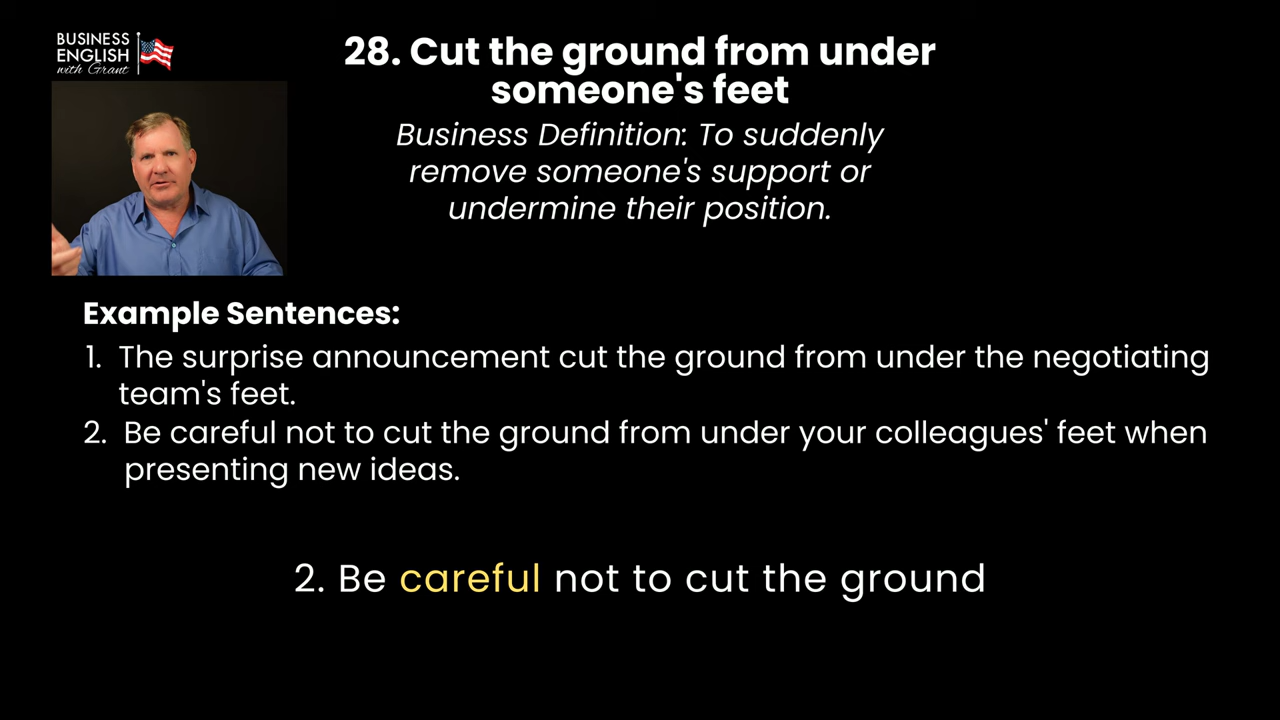 BUSINESS
ENGLISH
with Grant
28. Cut the ground from under
someone's feet
Business Definition: To suddenly
remove someone's support or
undermine their position.
Example Sentences:
1. The surprise announcement cut the ground from under the negotiating
team's feet.
2. Be careful not to cut the ground from under your colleagues' feet when
presenting new ideas.
2. Be careful not to cut the ground